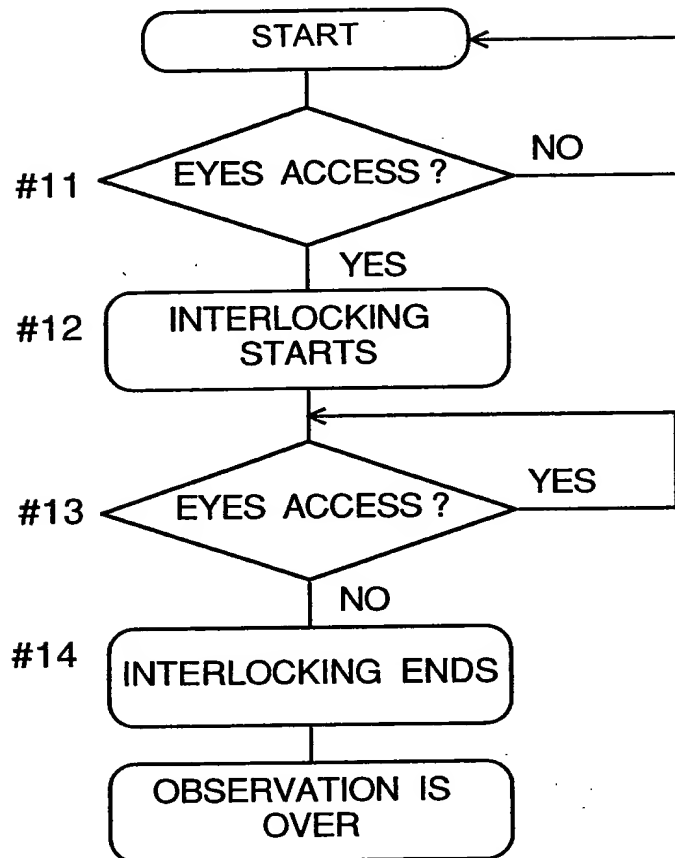 START
#11
EYES ACCESS ?
NO
YES
#12
INTERLOCKING
STARTS
#13
EYES ACCESS ?
YES
NO
#14
INTERLOCKING ENDS
OBSERVATION IS
OVER